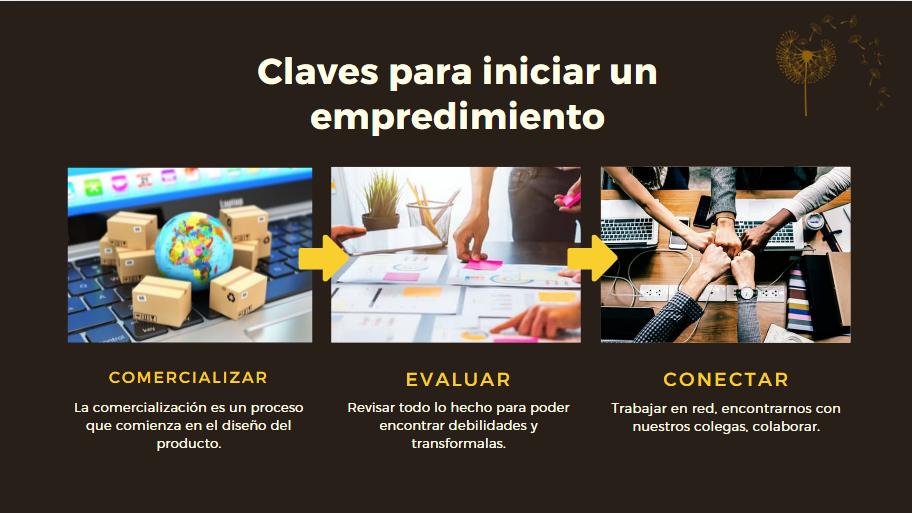 Claves para iniciar un
empredimiento
COMERCIALIZAR
La comercialización es un proceso
que comienza en el diseño del
producto.
EVALUAR
Revisar todo lo hecho para poder
encontrar debilidades y
transformalas.
CONECTAR
Trabajar en red, encontrarnos con
nuestros colegas, colaborar.